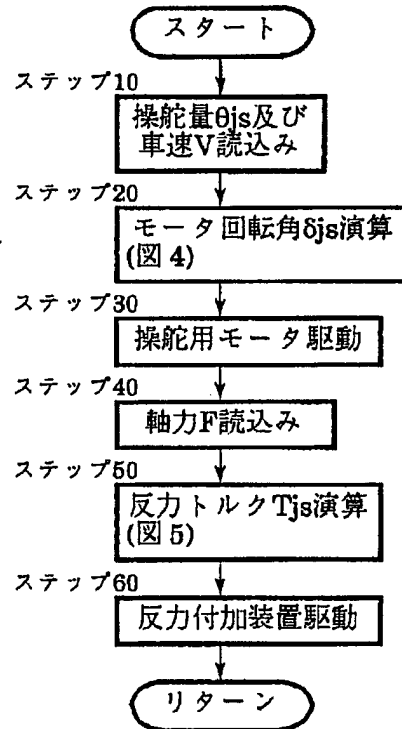 スタート
ステップ10
操舵量θjs及び
車速V読込み
ステップ20
モータ回転角δjs演算
(図4)
ステップ30
操舵用モータ駆動
ステップ40
軸力F読込み
ステップ50
反力トルクTjs演算
(図5)
ステップ60
反力付加装置駆動
リターン